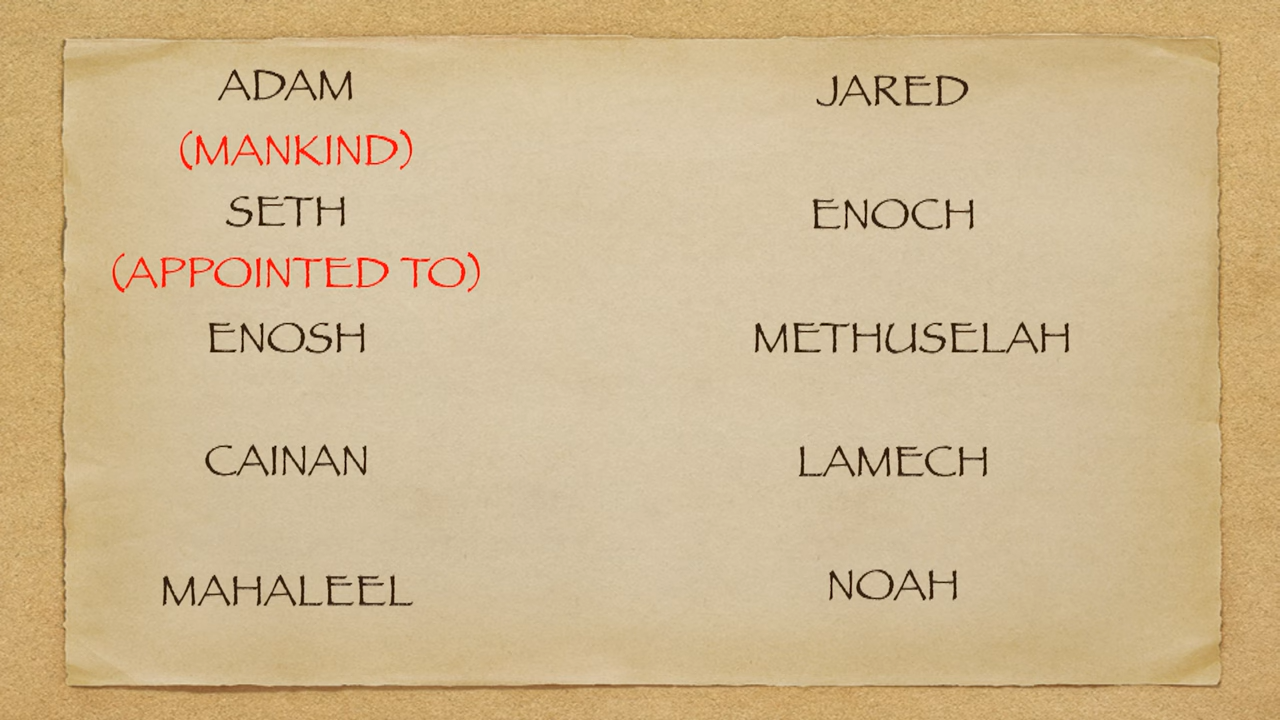 ADAM
(MANKIND)
SETH
(APPOINTED TO)
ENOSH
CAINAN
MAHALEEL
JARED
ENOCH
METHUSELAH
LAMECH
NOAH